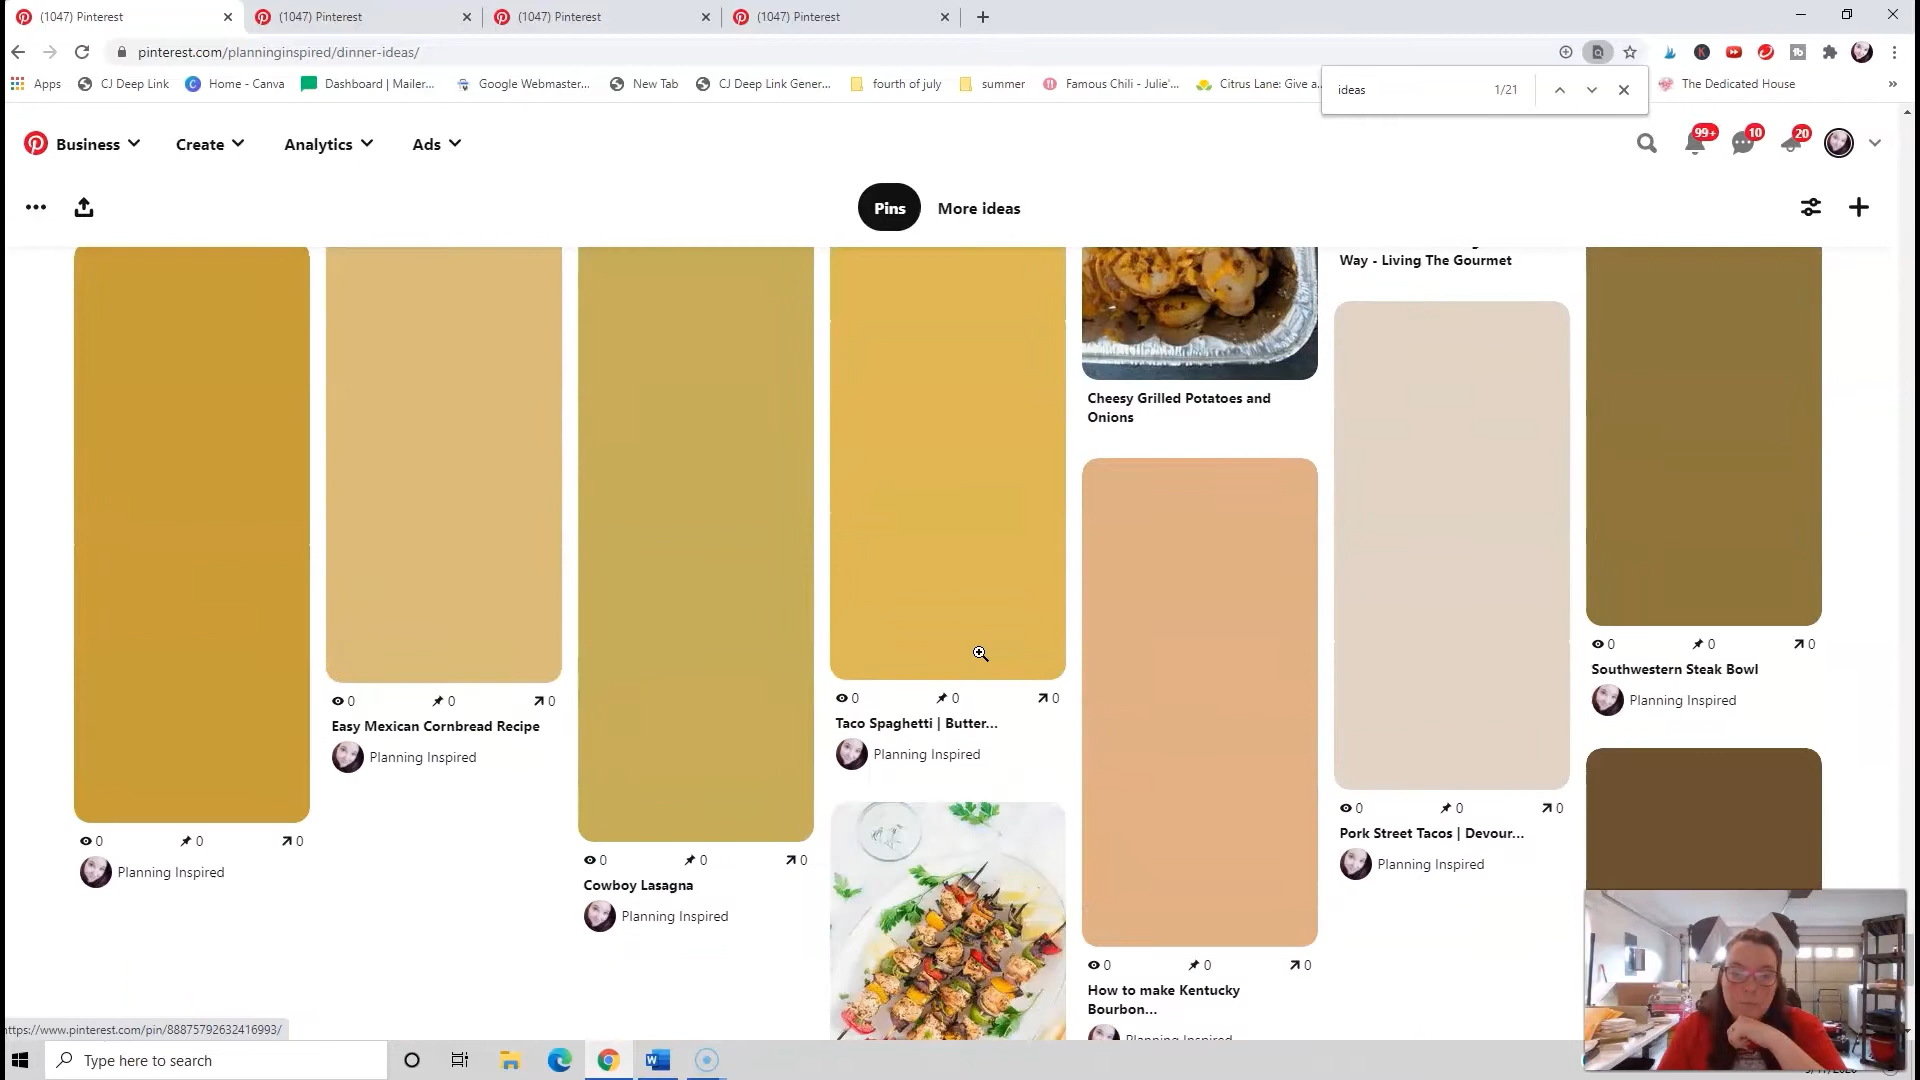 (1047) Pinterest
(1047) Pinterest
(1047) Pinterest
(1047) Pinterest
pinterest.com/planninginspired/dinner-ideas/
Apps
CJ Deep Link
Home - Canva
Dashboard | Mailer...
Google Webmaster...
New Tab
CJ Deep Link Gener...
fourth of july
summer
Famous Chili - Julie'...
Citrus Lane: Give a...
The Dedicated House
»
ideas
1/21
Business
Create
Analytics
Ads
99+
10
20
Pins
More ideas
Way - Living The Gourmet
Cheesy Grilled Potatoes and
Onions
0 0 0
Southwestern Steak Bowl
Planning Inspired
0 0 0
Easy Mexican Cornbread Recipe
Planning Inspired
0 0 0
Taco Spaghetti | Butter...
Planning Inspired
0 0 0
Pork Street Tacos | Devour...
Planning Inspired
0 0 0
Planning Inspired
0 0 0
Cowboy Lasagna
Planning Inspired
0 0 0
How to make Kentucky
Bourbon...
Planning Inspired
https://www.pinterest.com/pin/88875792632416993/
Type here to search